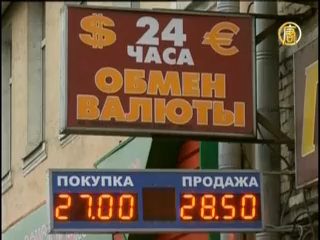 $ 24 €
ЧАСА
ОБМЕН
ВАЛЮТЫ
ПОКУПКА ПРОДАЖА
27.00 28.50